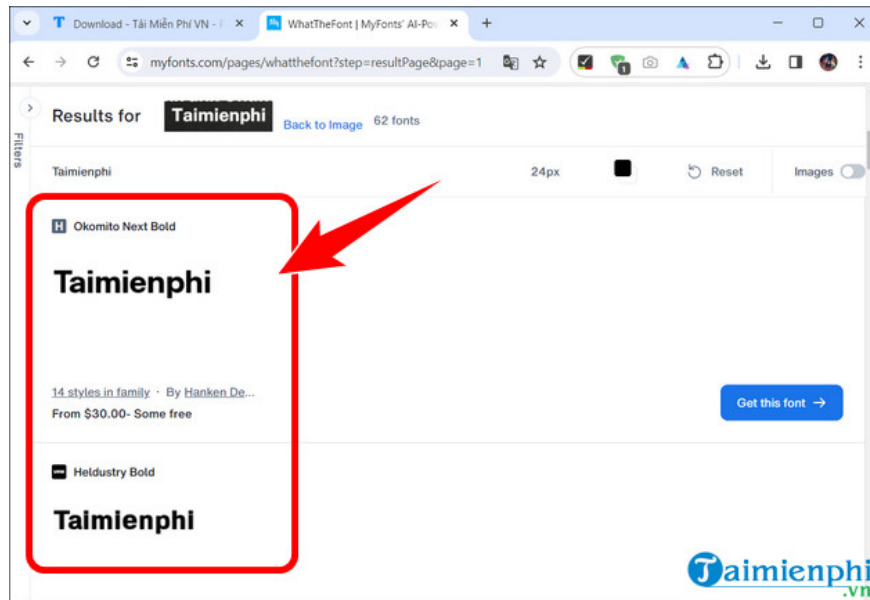 Download - Tải Miễn Phí VN - P
WhatTheFont | MyFonts' AI-Pow
myfonts.com/pages/whatthefont?step=resultPage&page=1
1
Filters
Results for
Taimienphi
Back to Image
62 fonts
Taimienphi
24px
Reset
Images
H Okomito Next Bold
Taimienphi
14 styles in family · By Hanken De...
From $30.00- Some free
Get this font →
Heldustry Bold
Taimienphi
Taimienphi
.vn